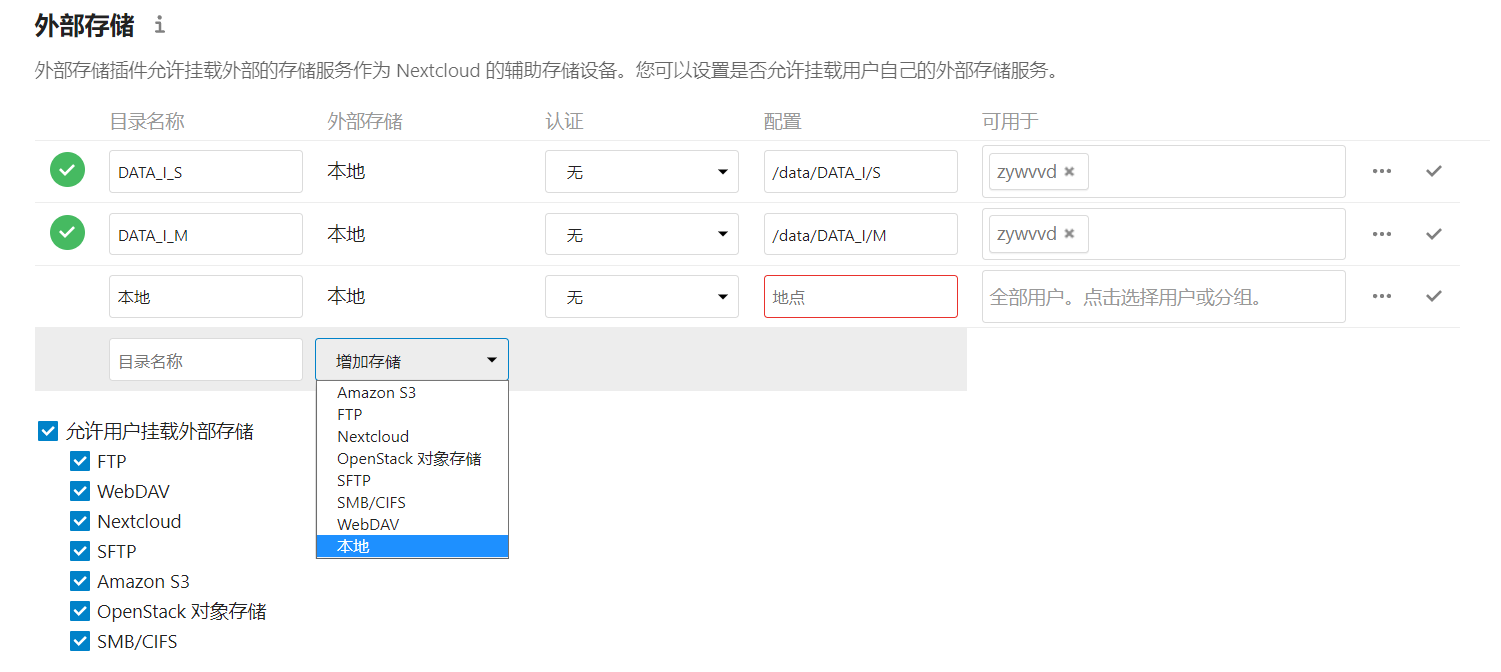 外部存储 i
外部存储插件允许挂载外部的存储服务作为 Nextcloud 的辅助存储设备。您可以设置是否允许挂载用户自己的外部存储服务。
目录名称 外部存储 认证 配置 可用于
DATA_I_S 本地 无 /data/DATA_I/S zywvvd
DATA_I_M 本地 无 /data/DATA_I/M zywvvd
本地 本地 无 地点 全部用户。点击选择用户或分组。
目录名称 增加存储
Amazon S3
FTP
Nextcloud
OpenStack 对象存储
SFTP
SMB/CIFS
WebDAV
本地
允许用户挂载外部存储
FTP
WebDAV
Nextcloud
SFTP
Amazon S3
OpenStack 对象存储
SMB/CIFS